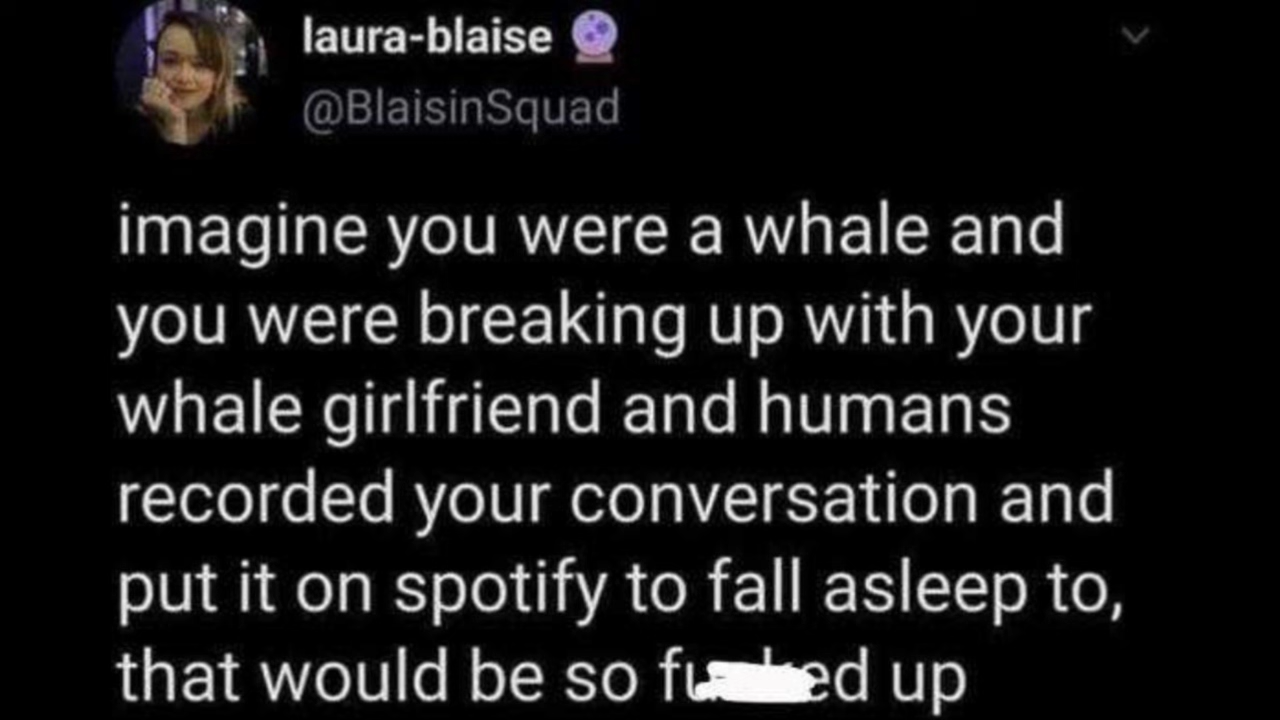 laura-blaise
@BlaisinSquad
imagine you were a whale and
you were breaking up with your
whale girlfriend and humans
recorded your conversation and
put it on spotify to fall asleep to,
that would be so up